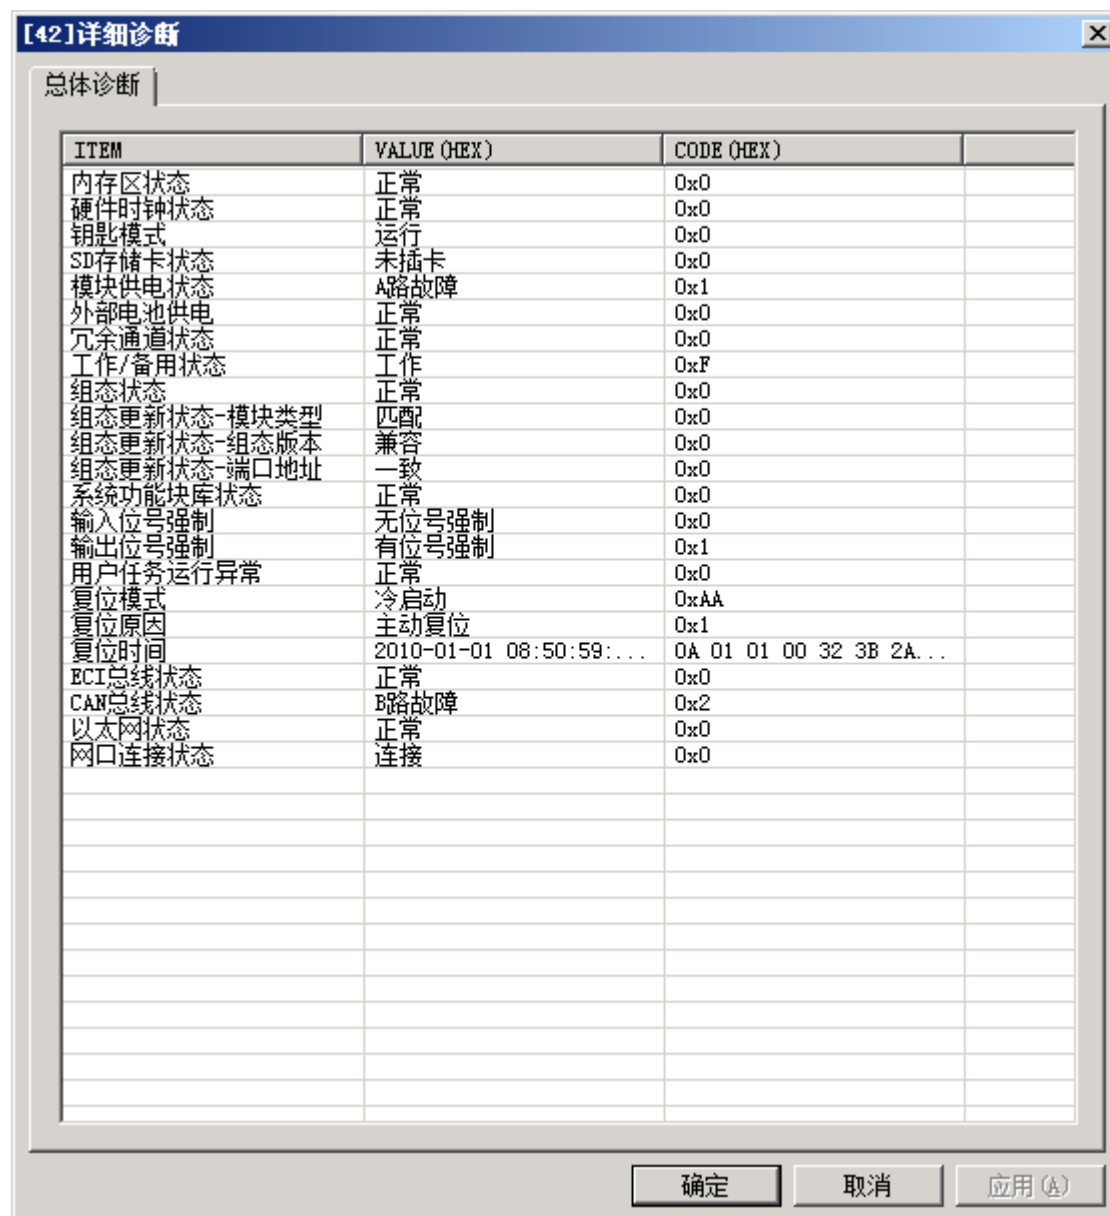 [42]详细诊断
总体诊断
ITEM VALUE(HEX) CODE(HEX)
内存区状态 正常 0x0
硬件时钟状态 正常 0x0
钥匙模式 运行 0x0
SD存储卡状态 未插卡 0x0
模块供电状态 A路故障 0x1
外部电池供电 正常 0x0
冗余通道状态 正常 0x0
工作/备用状态 工作 0xF
组态状态 正常 0x0
组态更新状态-模块类型 匹配 0x0
组态更新状态-组态版本 兼容 0x0
组态更新状态-端口地址 一致 0x0
系统功能块库状态 正常 0x0
输入位号强制 无位号强制 0x0
输出位号强制 有位号强制 0x1
用户任务运行异常 正常 0x0
复位模式 冷启动 0xAA
复位原因 主动复位 0x1
复位时间 2010-01-01 08:50:59:... 0A 01 01 00 32 3B 2A...
ECI总线状态 正常 0x0
CAN总线状态 B路故障 0x2
以太网状态 正常 0x0
网口连接状态 连接 0x0
确定 取消 应用(A)